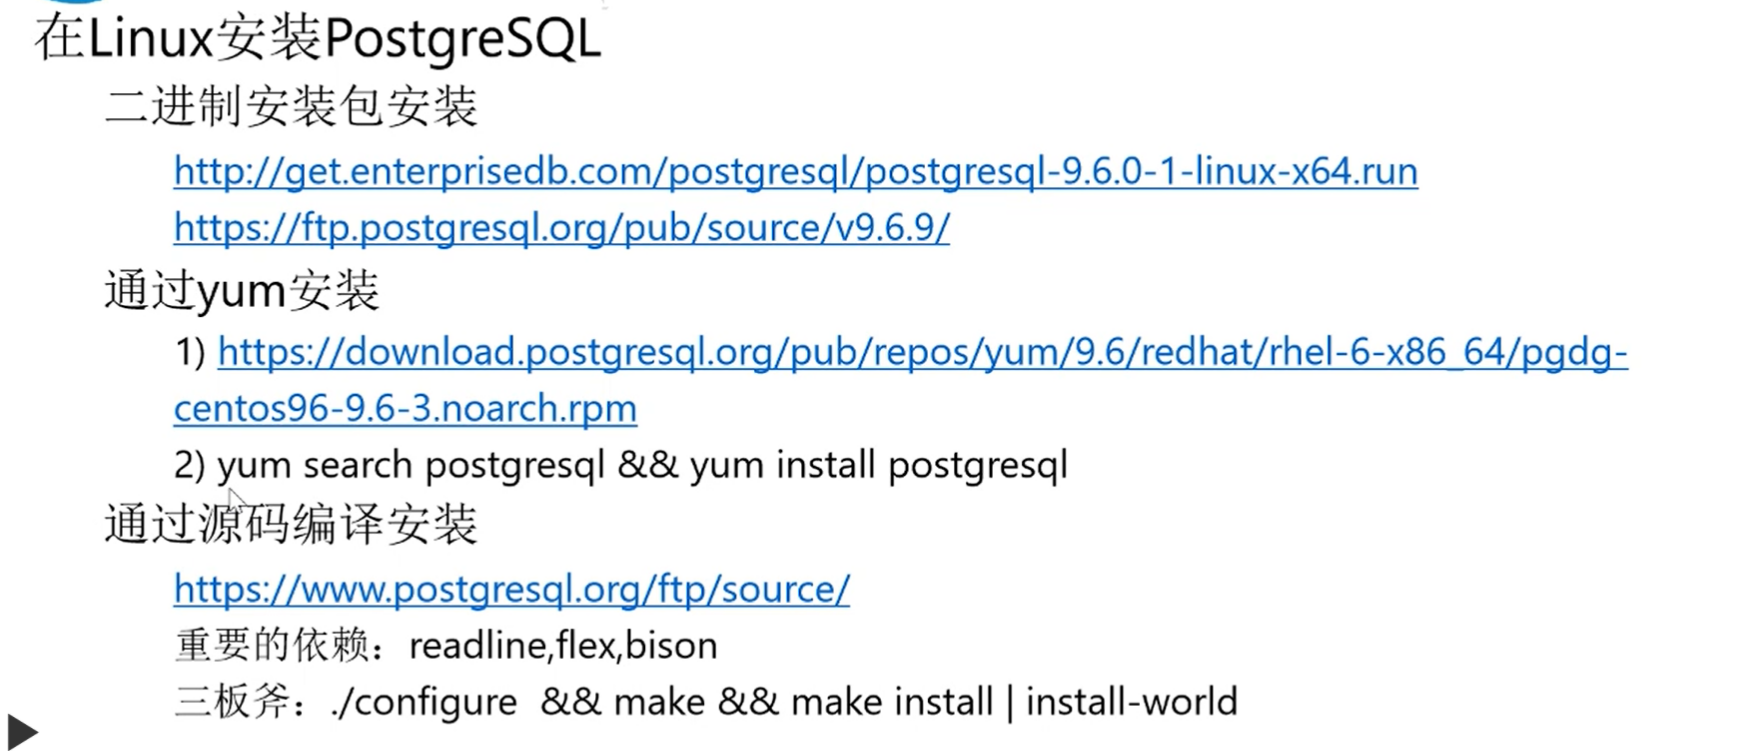 在Linux安装PostgreSQL
二进制安装包安装
http://get.enterprisedb.com/postgresql/postgresql-9.6.0-1-linux-x64.run
https://ftp.postgresql.org/pub/source/v9.6.9/
通过yum安装
1) https://download.postgresql.org/pub/repos/yum/9.6/redhat/rhel-6-x86_64/pgdg-
centos96-9.6-3.noarch.rpm
2) yum search postgresql && yum install postgresql
通过源码编译安装
https://www.postgresql.org/ftp/source/
重要的依赖：readline,flex,bison
三板斧：./configure  && make && make install | install-world